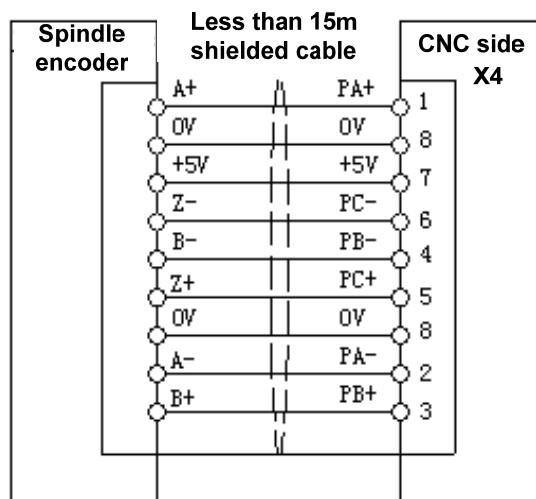 Spindle
encoder
Less than 15m
shielded cable
CNC side
X4
A+ PA+ 1
0V 0V 8
+5V +5V 7
Z- PC- 6
B- PB- 4
Z+ PC+ 5
0V 0V 8
A- PA- 2
B+ PB+ 3